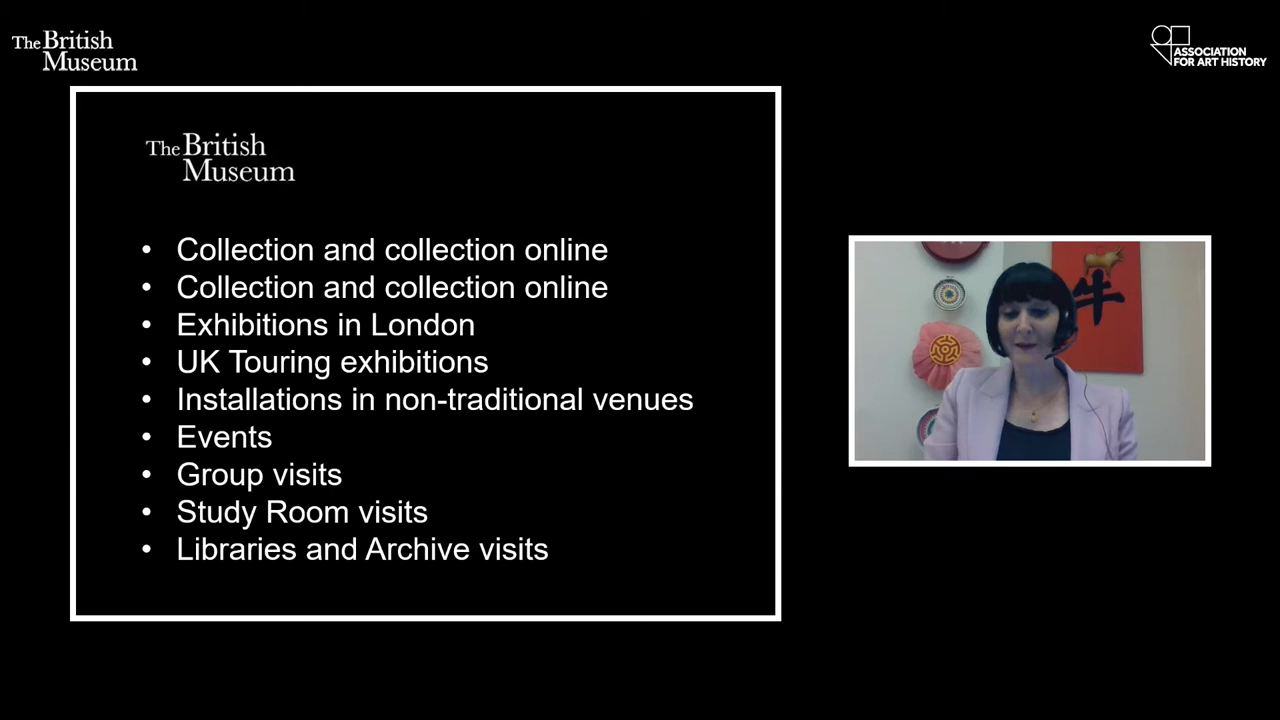 The British
Museum
ASSOCIATION
FOR ART HISTORY
The British
Museum
• Collection and collection online
• Collection and collection online
• Exhibitions in London
• UK Touring exhibitions
• Installations in non-traditional venues
• Events
• Group visits
• Study Room visits
• Libraries and Archive visits
牛